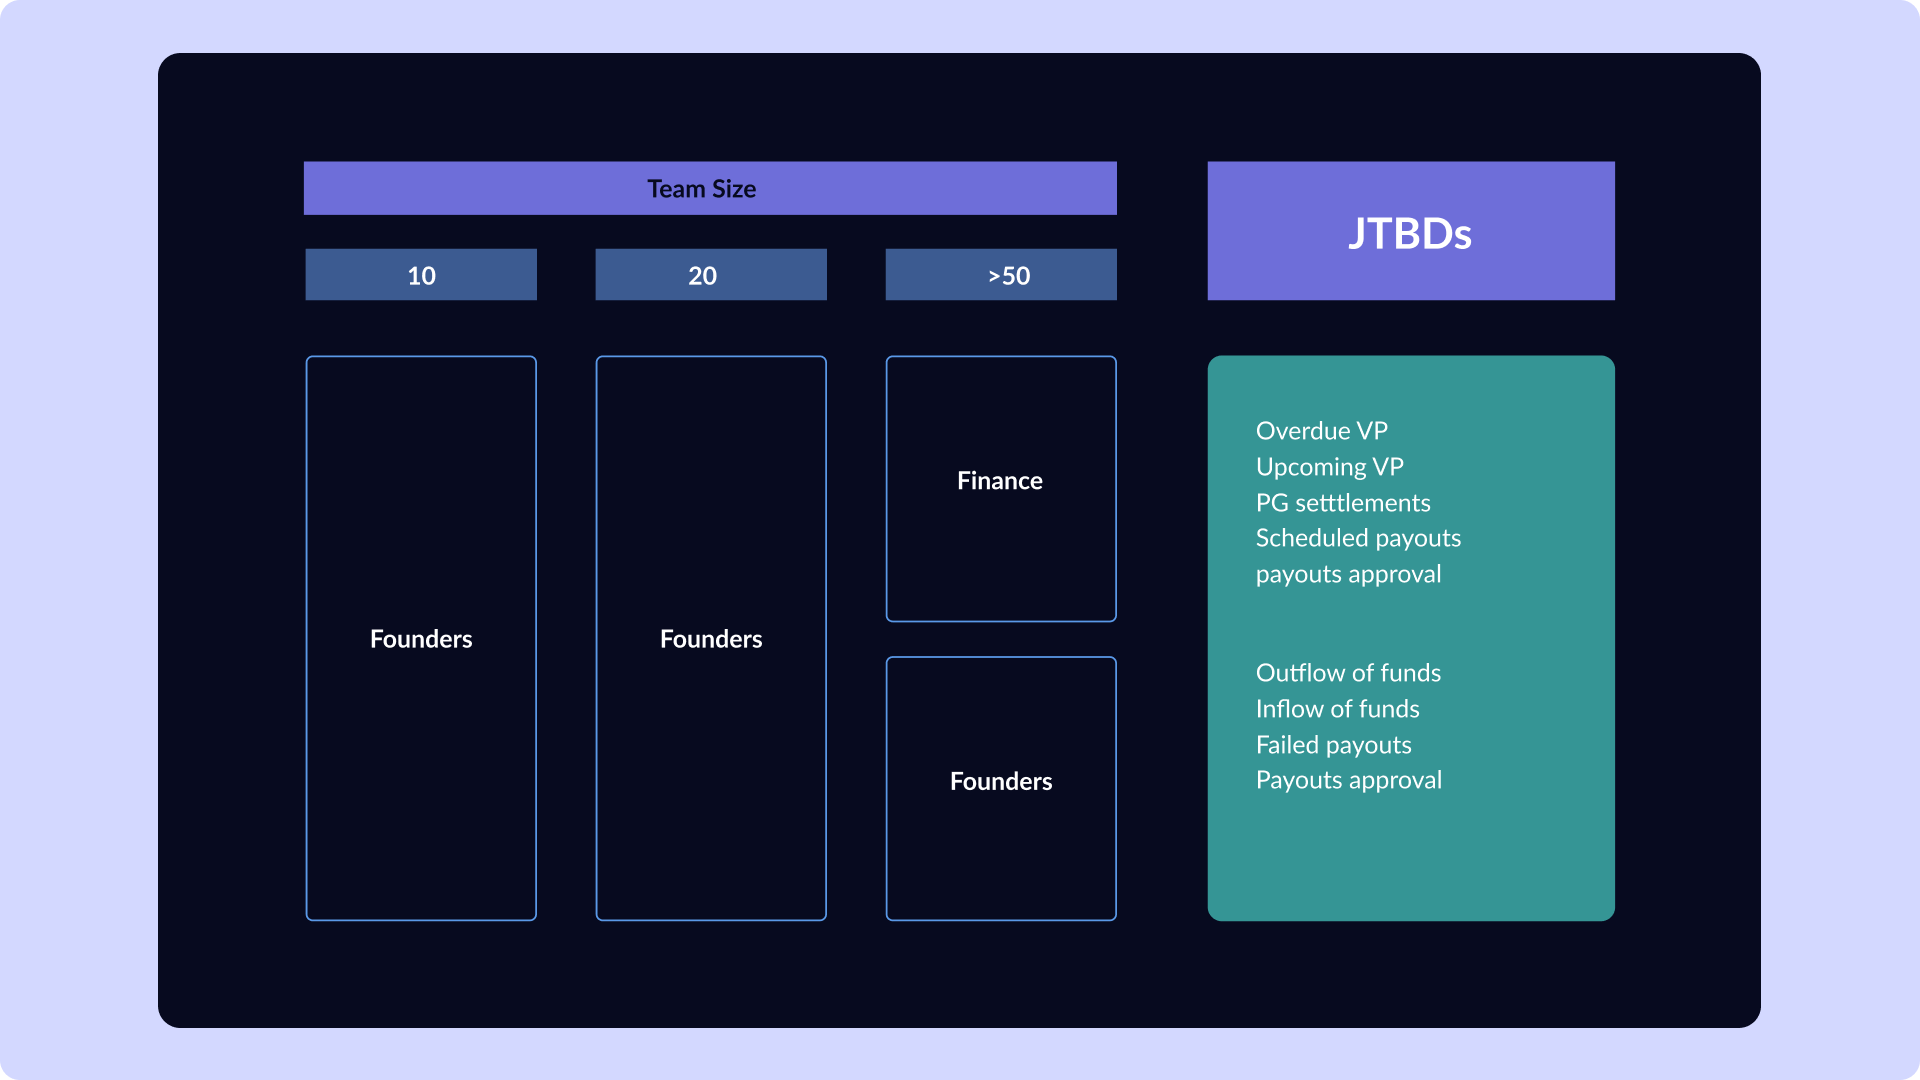 Team Size
JTBDs
10
20
>50
Finance
Founders
Founders
Founders
Overdue VP
Upcoming VP
PG setttlements
Scheduled payouts
payouts approval
Outflow of funds
Inflow of funds
Failed payouts
Payouts approval